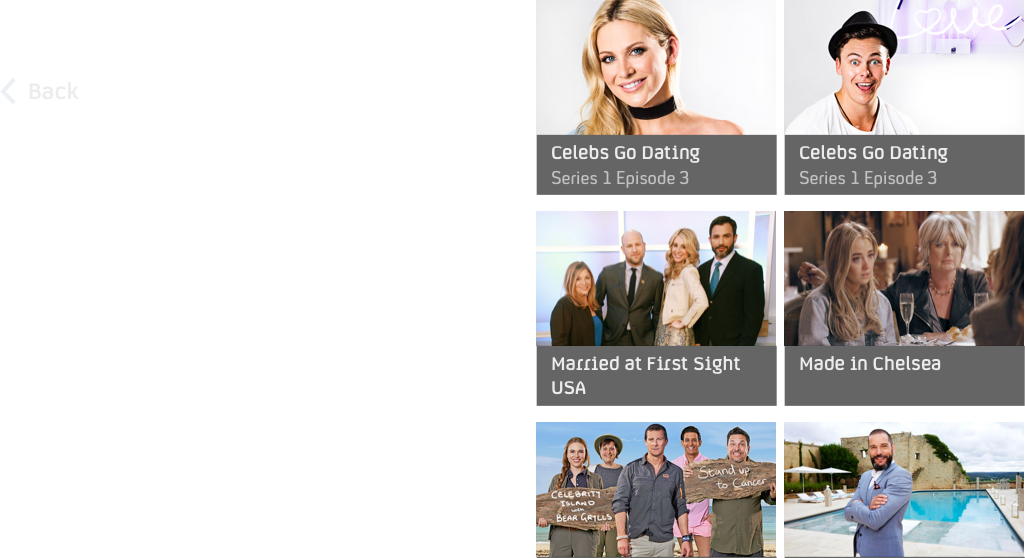 Love
Back
Celebs Go Dating
Series 1 Episode 3
Celebs Go Dating
Series 1 Episode 3
Married at First Sight
USA
Made in Chelsea
CELEBRITY
ISLAND
with
BEAR GRYLLS
Stand up
to Cancer